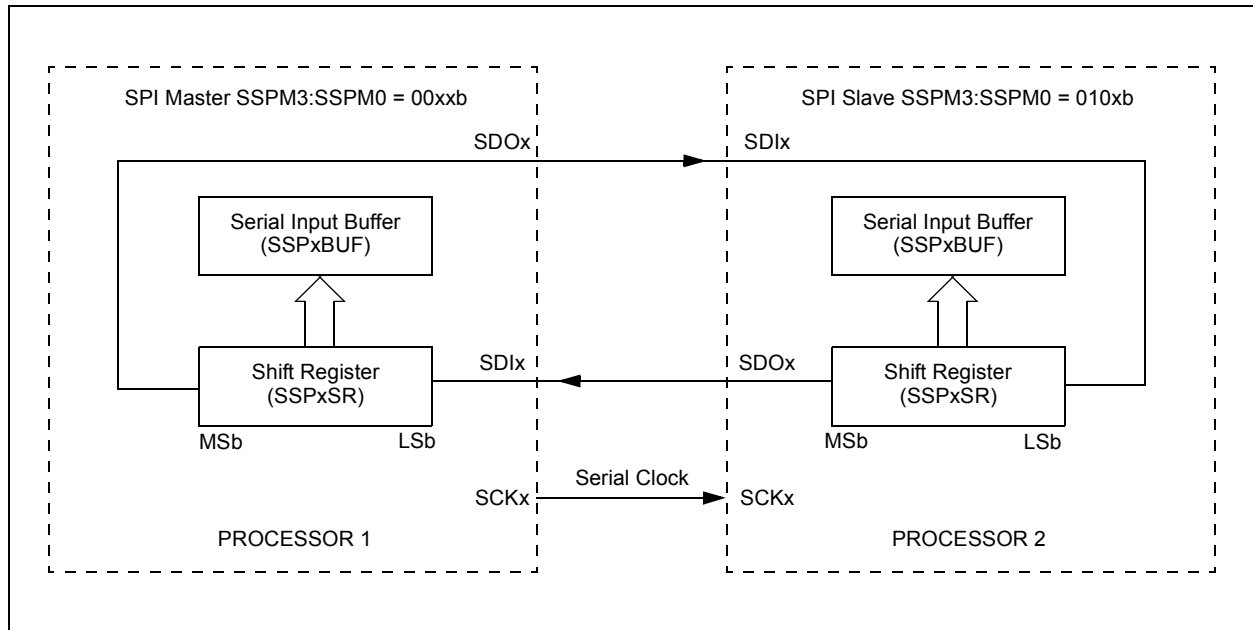 SPI Master SSPM3:SSPM0 = 00xxb
SPI Slave SSPM3:SSPM0 = 010xb
SDOx
SDIx
Serial Input Buffer
(SSPxBUF)
Serial Input Buffer
(SSPxBUF)
SDIx
SDOx
Shift Register
(SSPxSR)
Shift Register
(SSPxSR)
MSb
LSb
MSb
LSb
Serial Clock
SCKx
SCKx
PROCESSOR 1
PROCESSOR 2